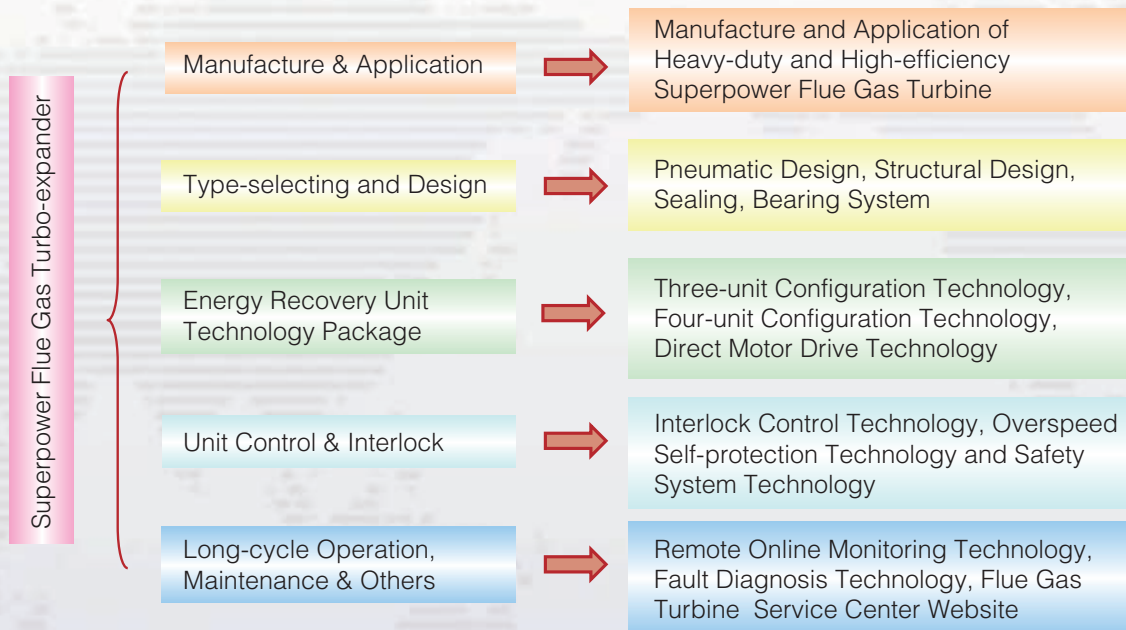 Superpower Flue Gas Turbo-expander
Manufacture & Application
Manufacture and Application of
Heavy-duty and High-efficiency
Superpower Flue Gas Turbine
Type-selecting and Design
Pneumatic Design, Structural Design,
Sealing, Bearing System
Energy Recovery Unit
Technology Package
Three-unit Configuration Technology,
Four-unit Configuration Technology,
Direct Motor Drive Technology
Unit Control & Interlock
Interlock Control Technology, Overspeed
Self-protection Technology and Safety
System Technology
Long-cycle Operation,
Maintenance & Others
Remote Online Monitoring Technology,
Fault Diagnosis Technology, Flue Gas
Turbine Service Center Website